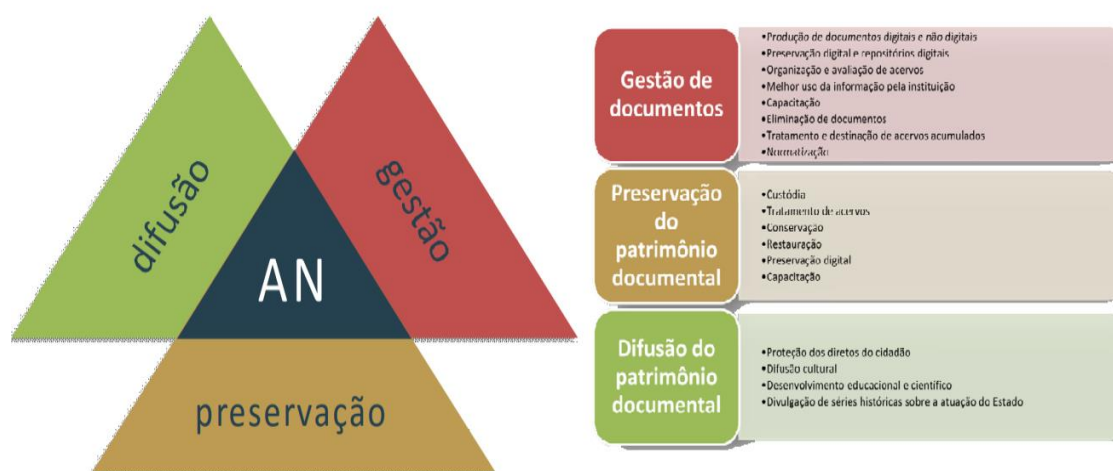 difusão
gestão
AN
preservação
Gestão de
documentos
•Produção de documentos digitais e não digitais
•Preservação digital e repositórios digitais
•Organização e avaliação de acervos
•Melhor uso da informação pela instituição
•Capacitação
•Eliminação de documentos
•Tratamento e destinação de acervos acumulados
•Normatização
Preservação
do
patrimônio
documental
•Custódia
•Tratamento de acervos
•Conservação
•Restauração
•Preservação digital
•Capacitação
Difusão do
patrimônio
documental
•Proteção dos diretos do cidadão
•Difusão cultural
•Desenvolvimento educacional e científico
•Divulgação de séries históricas sobre a atuação do Estado